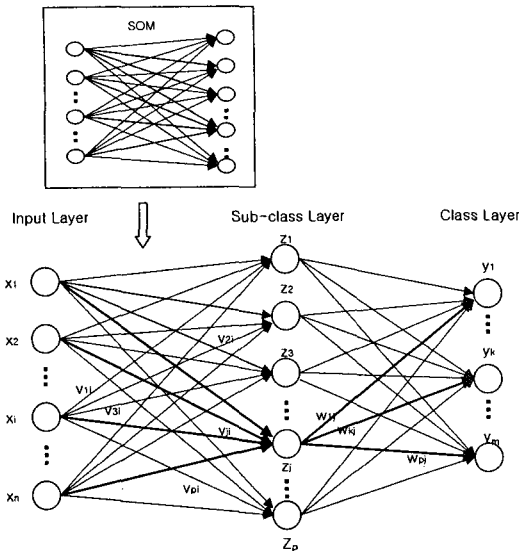 SOM
Input Layer
Sub-class Layer
Class Layer
x1
x2
xi
xn
v1i
v2i
v3i
vji
vpi
z1
z2
z3
zj
zp
w1j
wkj
wpj
y1
yk
ym